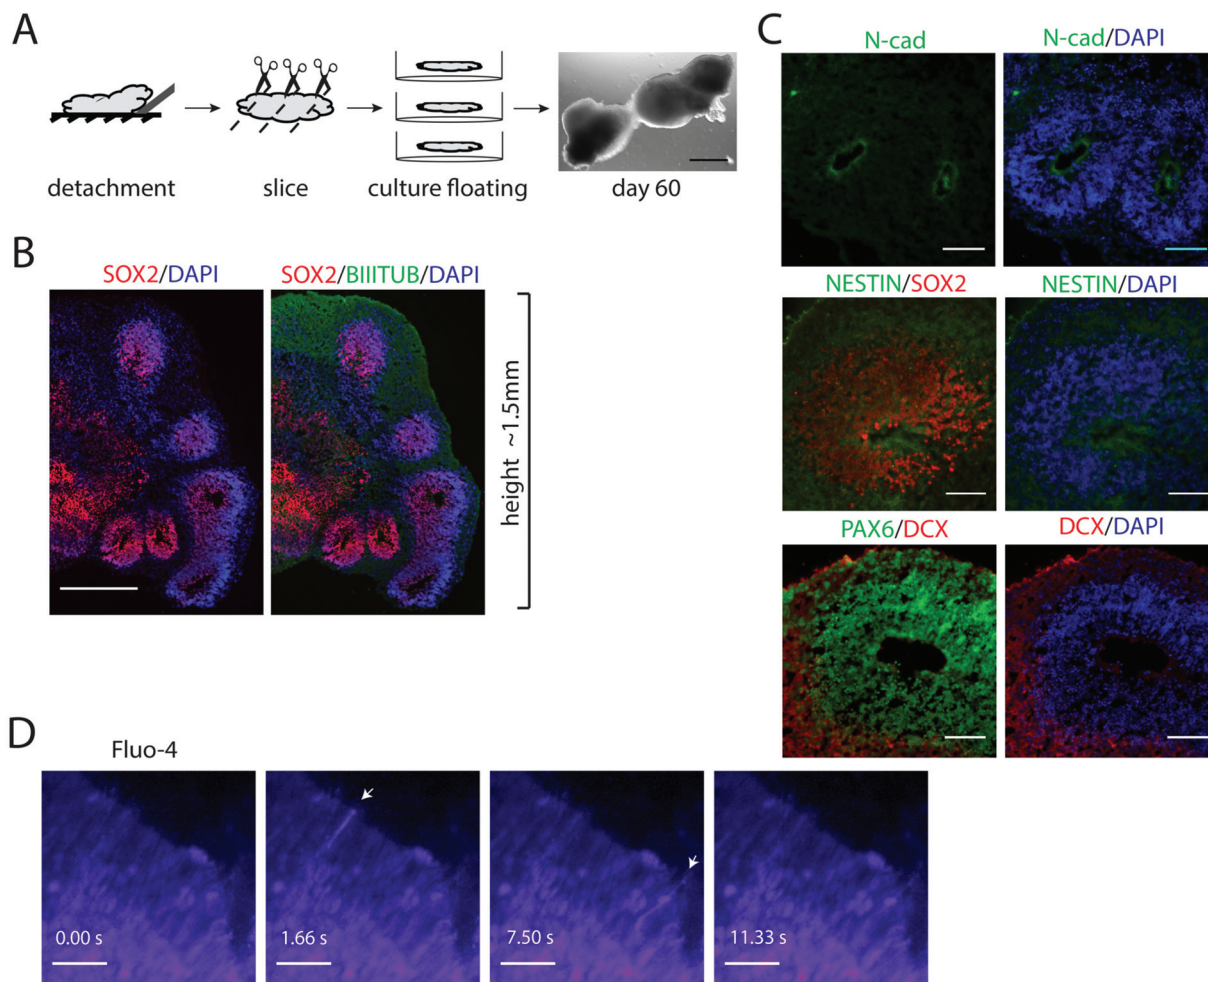 A
detachment
slice
culture floating
day 60
B
SOX2/DAPI
SOX2/BIIITUB/DAPI
height ~1.5mm
C
N-cad
N-cad/DAPI
NESTIN/SOX2
NESTIN/DAPI
PAX6/DCX
DCX/DAPI
D
Fluo-4
0.00 s
1.66 s
7.50 s
11.33 s